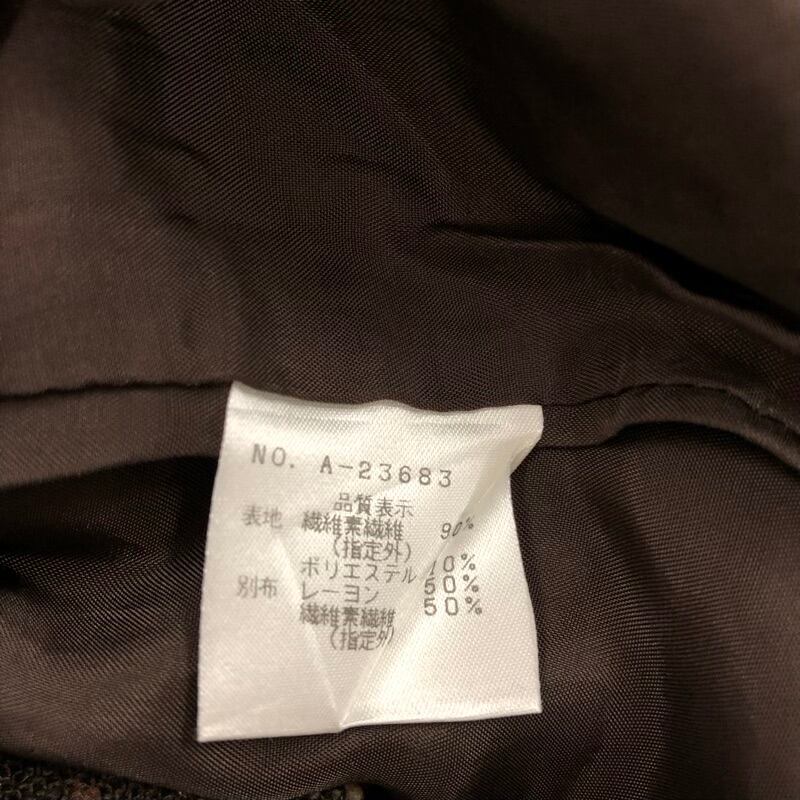 NO. A-23683
品質表示
表地 繊維素繊維 90%
(指定外)
ポリエステル 10%
別布 レーヨン 50%
繊維素繊維 50%
(指定外)